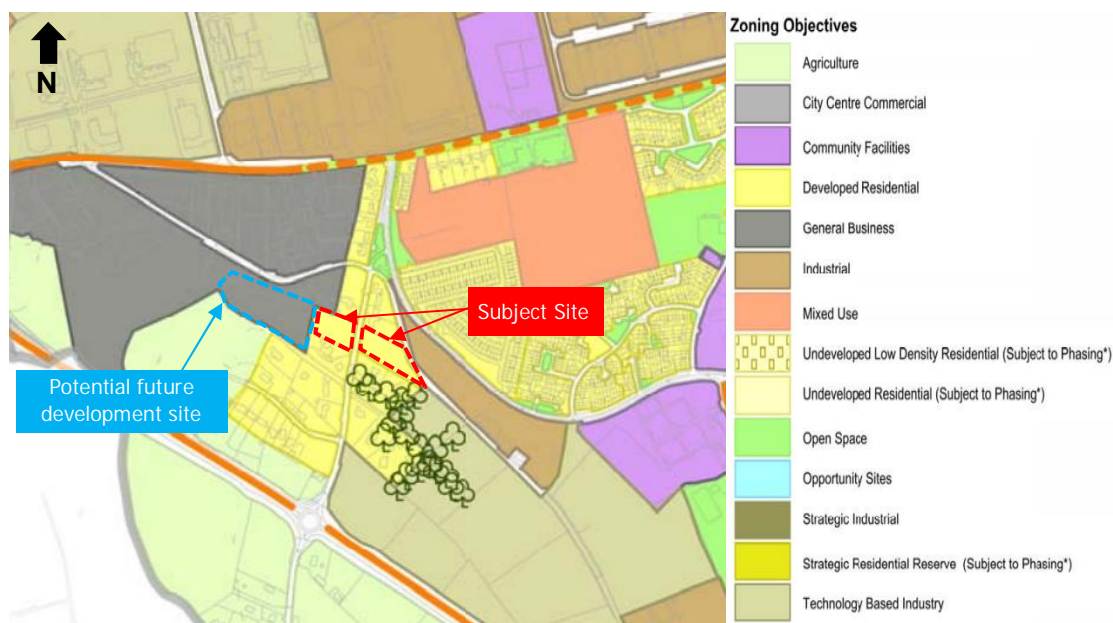 N
Subject Site
Potential future
development site
Zoning Objectives
Agriculture
City Centre Commercial
Community Facilities
Developed Residential
General Business
Industrial
Mixed Use
Undeveloped Low Density Residential (Subject to Phasing*)
Undeveloped Residential (Subject to Phasing*)
Open Space
Opportunity Sites
Strategic Industrial
Strategic Residential Reserve (Subject to Phasing*)
Technology Based Industry